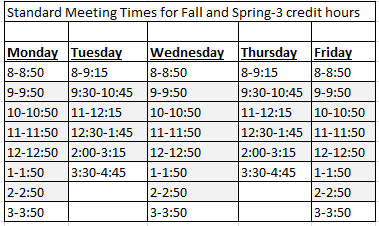 Standard Meeting Times for Fall and Spring-3 credit hours
Monday Tuesday Wednesday Thursday Friday
8-8:50 8-9:15 8-8:50 8-9:15 8-8:50
9-9:50 9:30-10:45 9-9:50 9:30-10:45 9-9:50
10-10:50 11-12:15 10-10:50 11-12:15 10-10:50
11-11:50 12:30-1:45 11-11:50 12:30-1:45 11-11:50
12-12:50 2:00-3:15 12-12:50 2:00-3:15 12-12:50
1-1:50 3:30-4:45 1-1:50 3:30-4:45 1-1:50
2-2:50 2-2:50 2-2:50
3-3:50 3-3:50 3-3:50